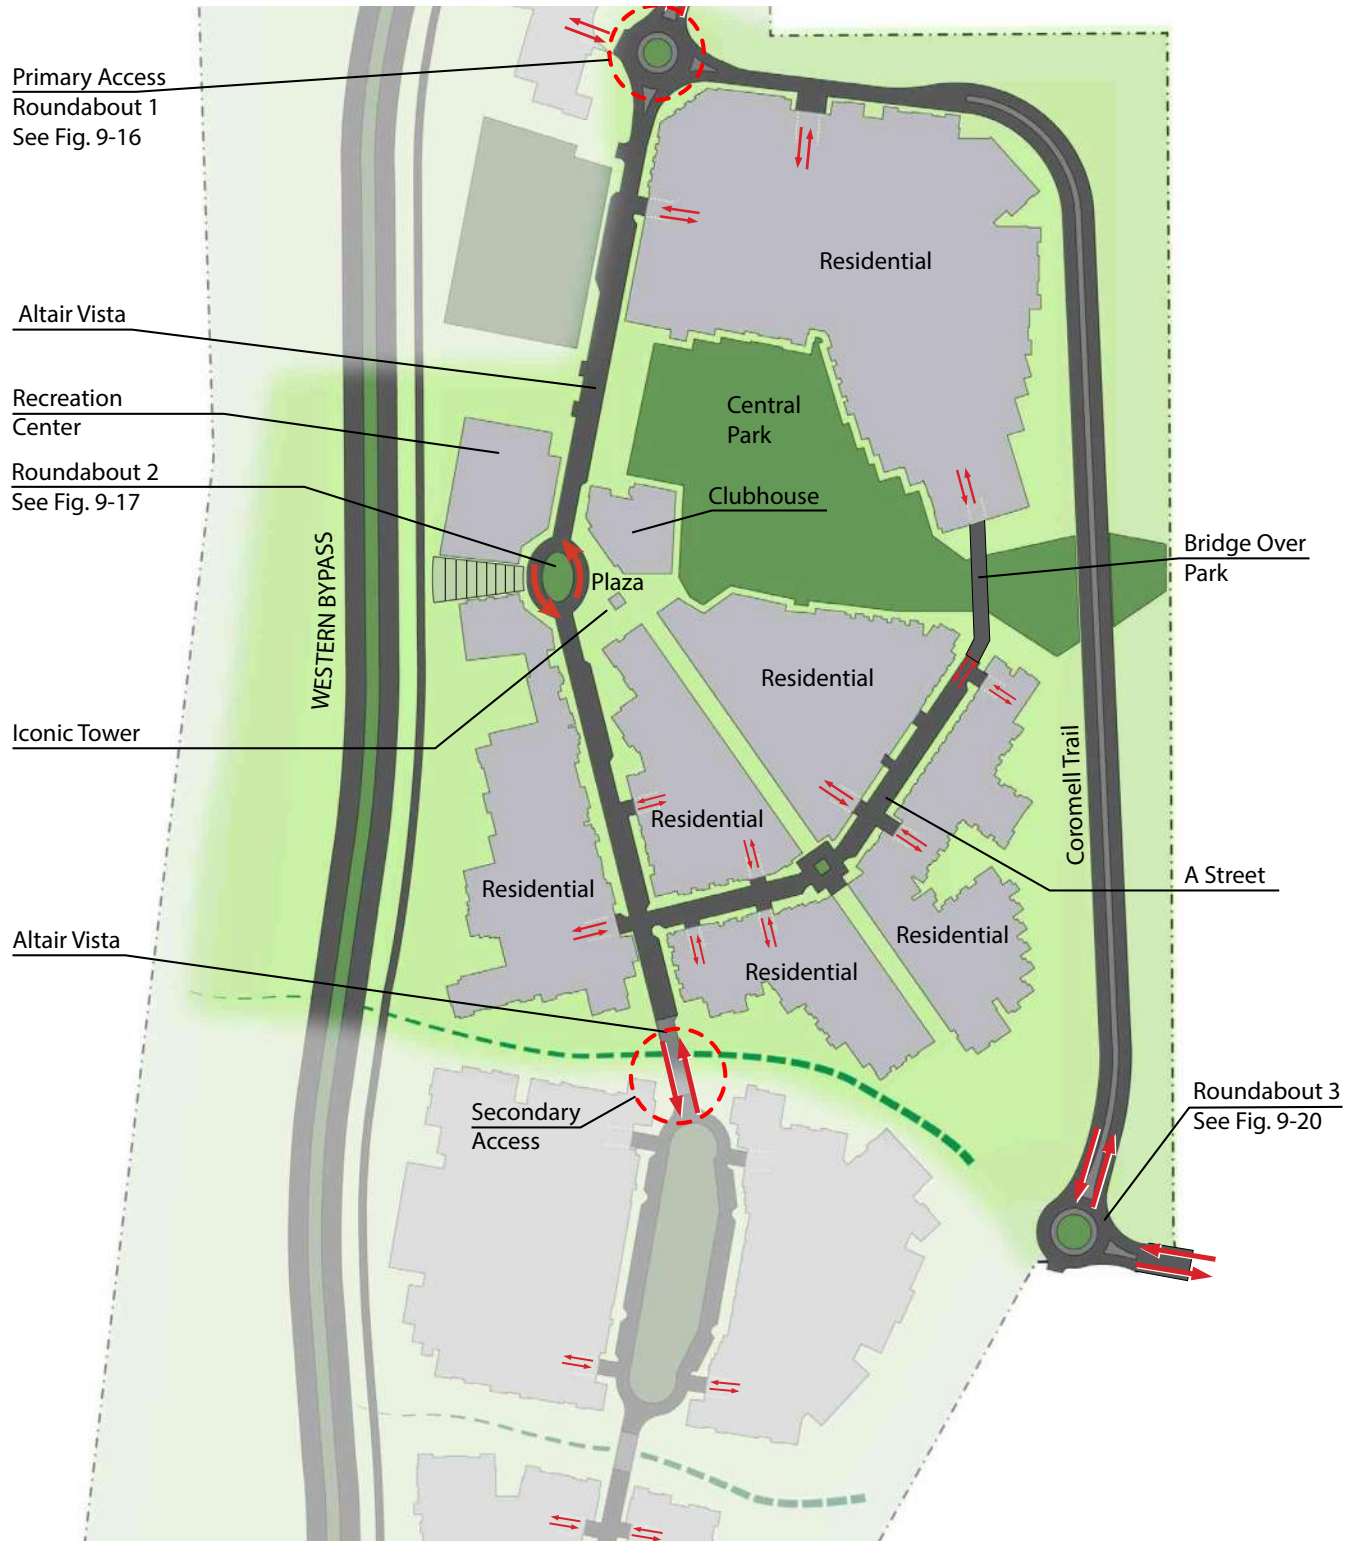 Primary Access
Roundabout 1
See Fig. 9-16
Residential
Altair Vista
Recreation
Center
Central
Park
Roundabout 2
See Fig. 9-17
Clubhouse
Bridge Over
Park
Plaza
WESTERN BYPASS
Residential
Iconic Tower
Coromell Trail
Residential
Residential
A Street
Altair Vista
Residential
Residential
Secondary
Access
Roundabout 3
See Fig. 9-20